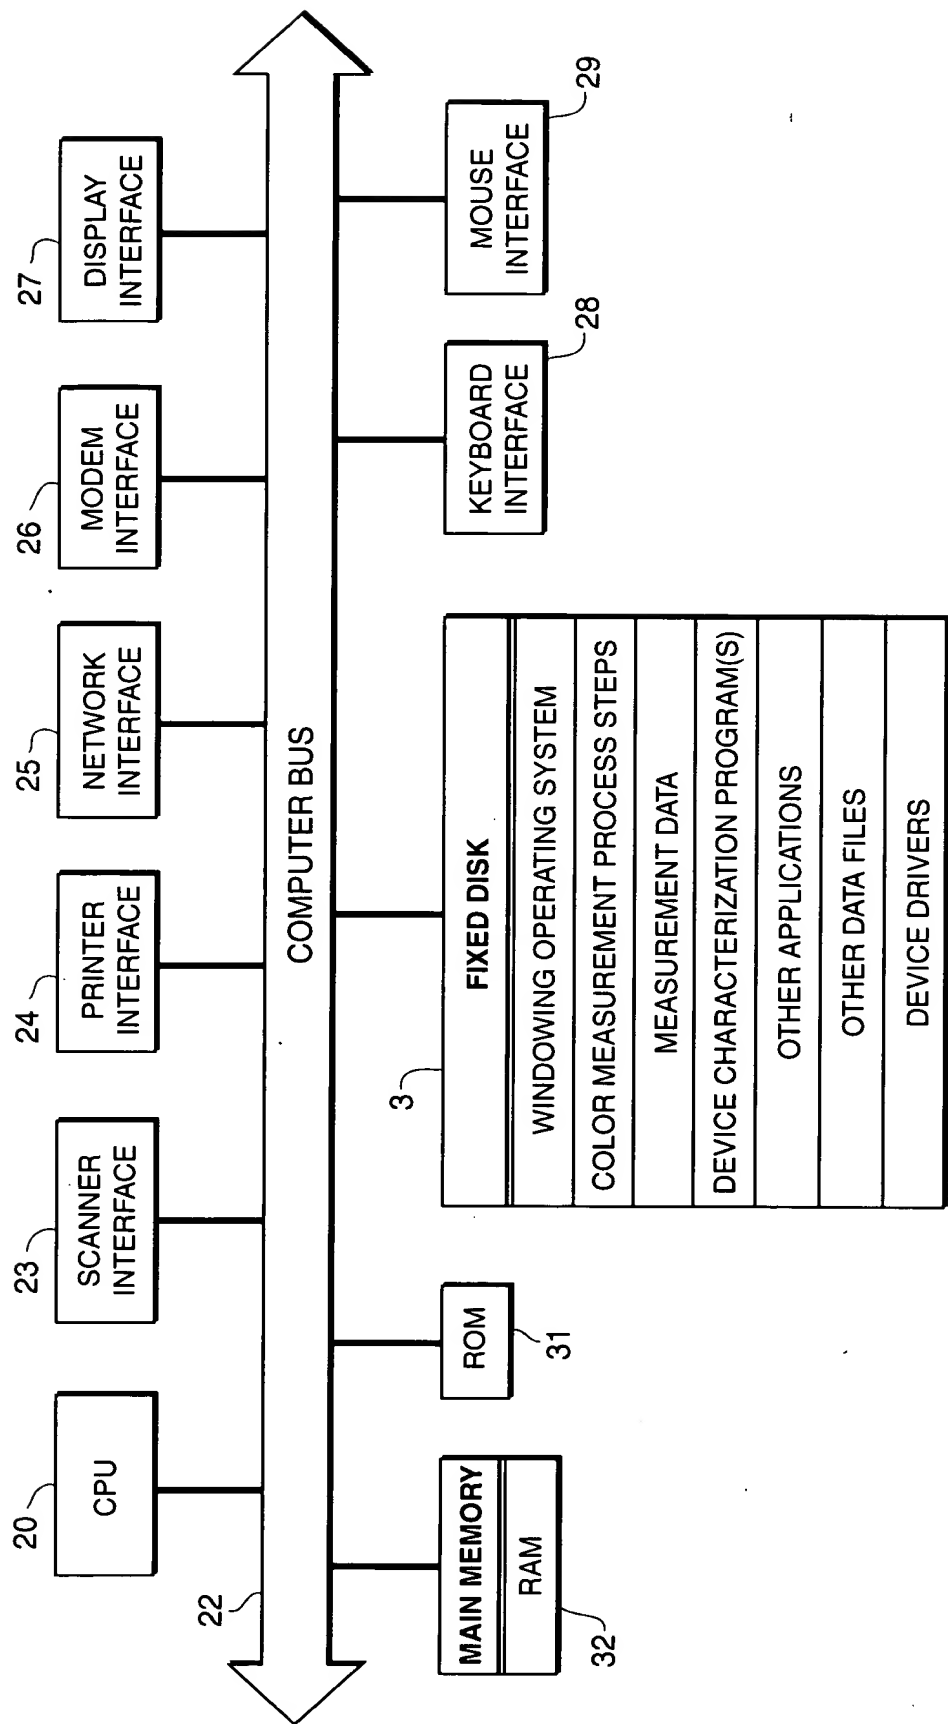 20
CPU
23
SCANNER
INTERFACE
24
PRINTER
INTERFACE
25
NETWORK
INTERFACE
26
MODEM
INTERFACE
27
DISPLAY
INTERFACE
22
COMPUTER BUS
MAIN MEMORY
RAM
32
ROM
31
3
FIXED DISK
WINDOWING OPERATING SYSTEM
COLOR MEASUREMENT PROCESS STEPS
MEASUREMENT DATA
DEVICE CHARACTERIZATION PROGRAM(S)
OTHER APPLICATIONS
OTHER DATA FILES
DEVICE DRIVERS
KEYBOARD
INTERFACE
28
MOUSE
INTERFACE
29